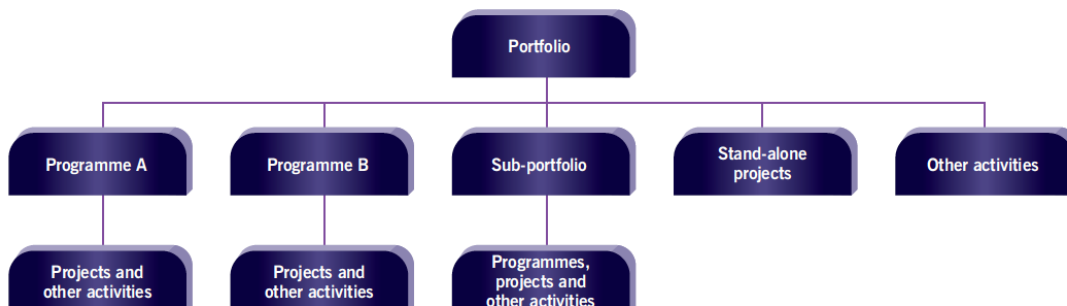 Portfolio
Programme A
Programme B
Sub-portfolio
Stand-alone
projects
Other activities
Projects and
other activities
Projects and
other activities
Programmes,
projects and
other activities